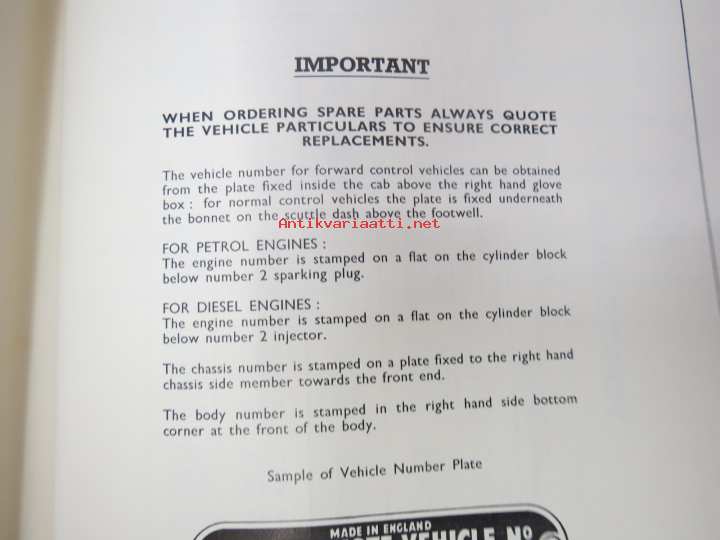 IMPORTANT
WHEN ORDERING SPARE PARTS ALWAYS QUOTE
THE VEHICLE PARTICULARS TO ENSURE CORRECT
REPLACEMENTS.
The vehicle number for forward control vehicles can be obtained
from the plate fixed inside the cab above the right hand glove
box : for normal control vehicles the plate is fixed underneath
the bonnet on the scuttle dash above the footwell.
Antikvariaatti.net
FOR PETROL ENGINES :
The engine number is stamped on a flat on the cylinder block
below number 2 sparking plug.
FOR DIESEL ENGINES :
The engine number is stamped on a flat on the cylinder block
below number 2 injector.
The chassis number is stamped on a plate fixed to the right hand
chassis side member towards the front end.
The body number is stamped in the right hand side bottom
corner at the front of the body.
Sample of Vehicle Number Plate
MADE IN ENGLAND
VEHICLE No